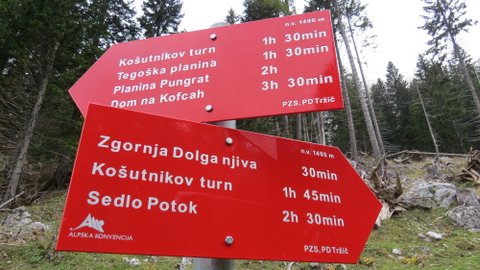 n.v. 1400 m
Košutnikov turn 1h 30min
Tegoška planina 1h 30min
Planina Pungrat 2h
Dom na Kofcah 3h 30min
PZS, PD Tržič
n.v. 1400 m
Zgornja Dolga njiva 30min
Košutnikov turn 1h 45min
Sedlo Potok 2h 30min
ALPSKA KONVENCIJA
PZS, PD Tržič